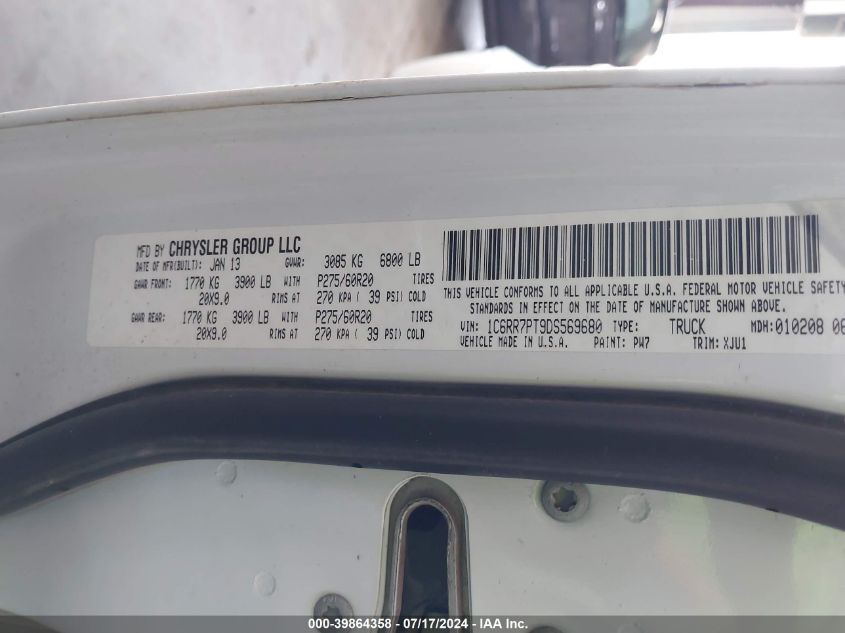 MFD BY CHRYSLER GROUP LLC
DATE OF MFR(BUILT): JAN 13 GVWR: 3085 KG 6800 LB
GAWR FRONT: 1770 KG 3900 LB WITH P275/60R20 TIRES
20X9.0 RIMS AT 270 KPA ( 39 PSI) COLD
GAWR REAR: 1770 KG 3900 LB WITH P275/60R20 TIRES
20X9.0 RIMS AT 270 KPA ( 39 PSI) COLD
THIS VEHICLE CONFORMS TO ALL APPLICABLE U.S.A. FEDERAL MOTOR VEHICLE SAFETY
STANDARDS IN EFFECT ON THE DATE OF MANUFACTURE SHOWN ABOVE.
VIN: 1C6RR7PT9DS569680 TYPE: TRUCK MDH:010208 06
VEHICLE MADE IN U.S.A. PAINT: PW7 TRIM: XJU1
000-39864358 - 07/17/2024 - IAA Inc.